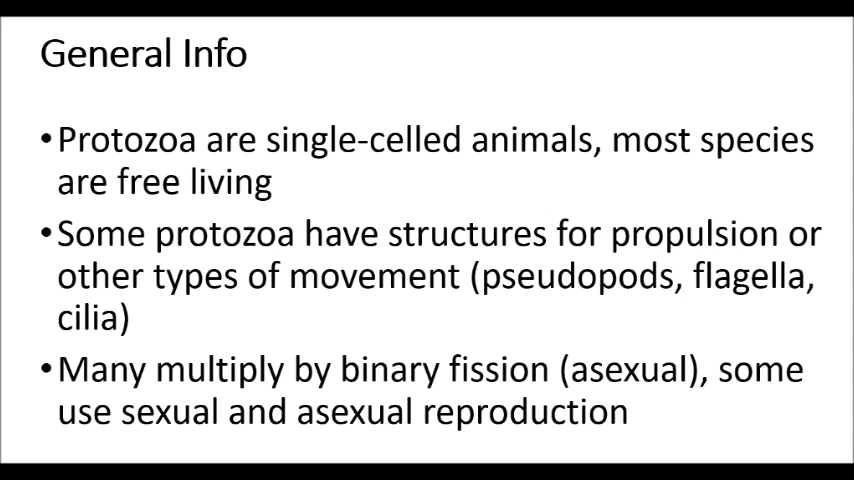 General Info
•Protozoa are single-celled animals, most species
are free living
•Some protozoa have structures for propulsion or
other types of movement (pseudopods, flagella,
cilia)
•Many multiply by binary fission (asexual), some
use sexual and asexual reproduction